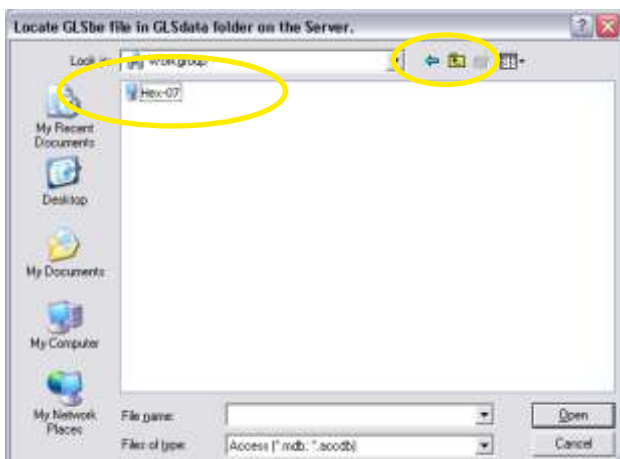 Locate GLSbe file in GLSdata folder on the Server.
Look in:
Workgroup
Hex-07
My Recent
Documents
Desktop
My Documents
My Computer
My Network
Places
File name:
Files of type:
Access (*.mdb; *.accdb)
Open
Cancel